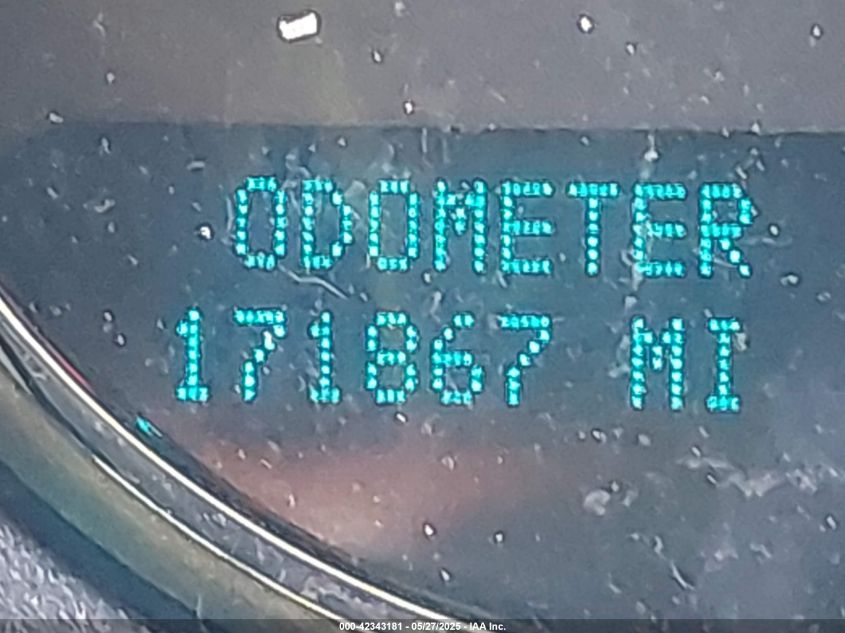 ODOMETER
171867 MI
000-42343181 - 05/27/2025 - IAA Inc.